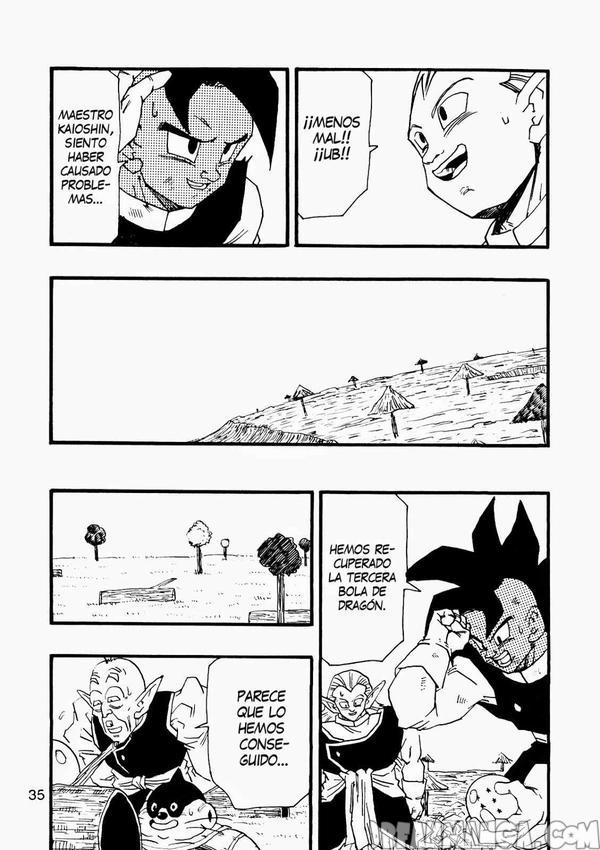 ¡¡MENOS
MAL!!
¡¡UB!!
MAESTRO
KAIOSHIN,
SIENTO
HABER
CAUSADO
PROBLE-
MAS...
HEMOS RE-
CUPERADO
LA TERCERA
BOLA DE
DRAGÓN.
PARECE
QUE LO
HEMOS
CONSE-
GUIDO...
35